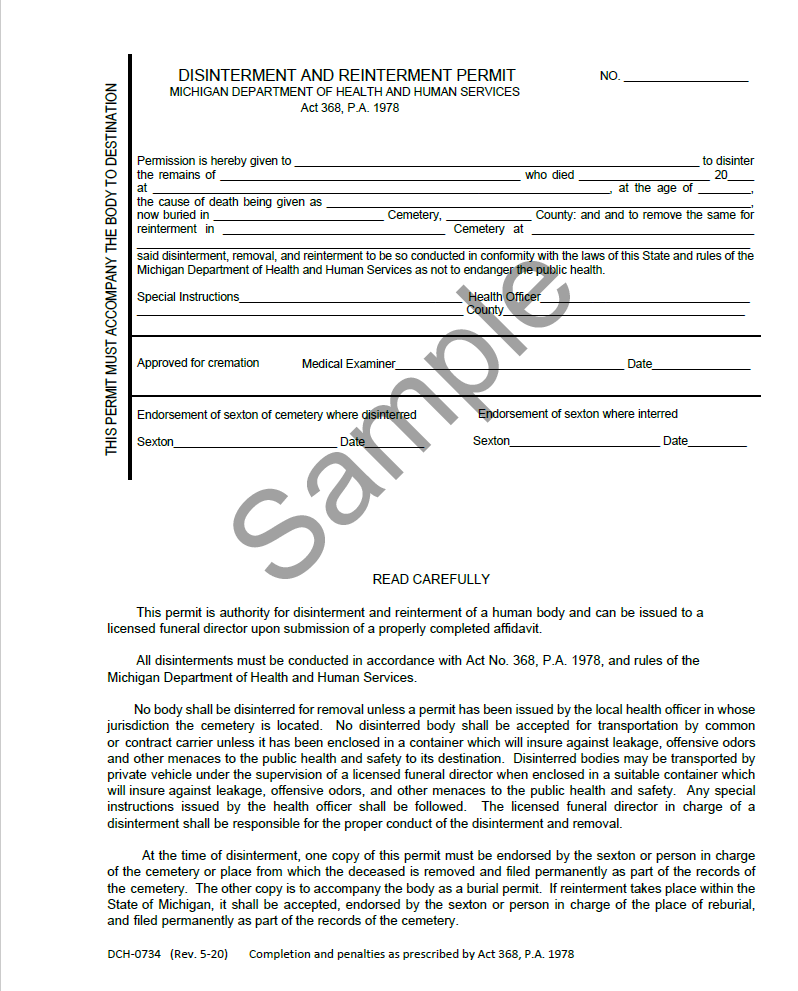 DISINTERMENT AND REINTERMENT PERMIT
NO. ___________________
MICHIGAN DEPARTMENT OF HEALTH AND HUMAN SERVICES
Act 368, P.A. 1978
THIS PERMIT MUST ACCOMPANY THE BODY TO DESTINATION
Permission is hereby given to ______________________________ to disinter
the remains of ______________________________ who died ____________________ 20____
at ______________________________, at the age of ________,
the cause of death being given as ______________________________,
now buried in __________________________ Cemetery, _____________ County: and and to remove the same for
reinterment in ______________________________ Cemetery at ______________________________
______________________________
said disinterment, removal, and reinterment to be so conducted in conformity with the laws of this State and rules of the
Michigan Department of Health and Human Services as not to endanger the public health.
Special Instructions______________________________ Health Officer______________________________
______________________________ County______________________________
Approved for cremation Medical Examiner______________________________ Date_______________
Endorsement of sexton of cemetery where disinterred Endorsement of sexton where interred
Sexton_________________________ Date_____________ Sexton_______________________ Date_________
Sample
READ CAREFULLY
This permit is authority for disinterment and reinterment of a human body and can be issued to a
licensed funeral director upon submission of a properly completed affidavit.
All disinterments must be conducted in accordance with Act No. 368, P.A. 1978, and rules of the
Michigan Department of Health and Human Services.
No body shall be disinterred for removal unless a permit has been issued by the local health officer in whose
jurisdiction the cemetery is located. No disinterred body shall be accepted for transportation by common
or contract carrier unless it has been enclosed in a container which will insure against leakage, offensive odors
and other menaces to the public health and safety to its destination. Disinterred bodies may be transported by
private vehicle under the supervision of a licensed funeral director when enclosed in a suitable container which
will insure against leakage, offensive odors, and other menaces to the public health and safety. Any special
instructions issued by the health officer shall be followed. The licensed funeral director in charge of a
disinterment shall be responsible for the proper conduct of the disinterment and removal.
At the time of disinterment, one copy of this permit must be endorsed by the sexton or person in charge
of the cemetery or place from which the deceased is removed and filed permanently as part of the records of
the cemetery. The other copy is to accompany the body as a burial permit. If reinterment takes place within the
State of Michigan, it shall be accepted, endorsed by the sexton or person in charge of the place of reburial,
and filed permanently as part of the records of the cemetery.
DCH-0734 (Rev. 5-20) Completion and penalties as prescribed by Act 368, P.A. 1978